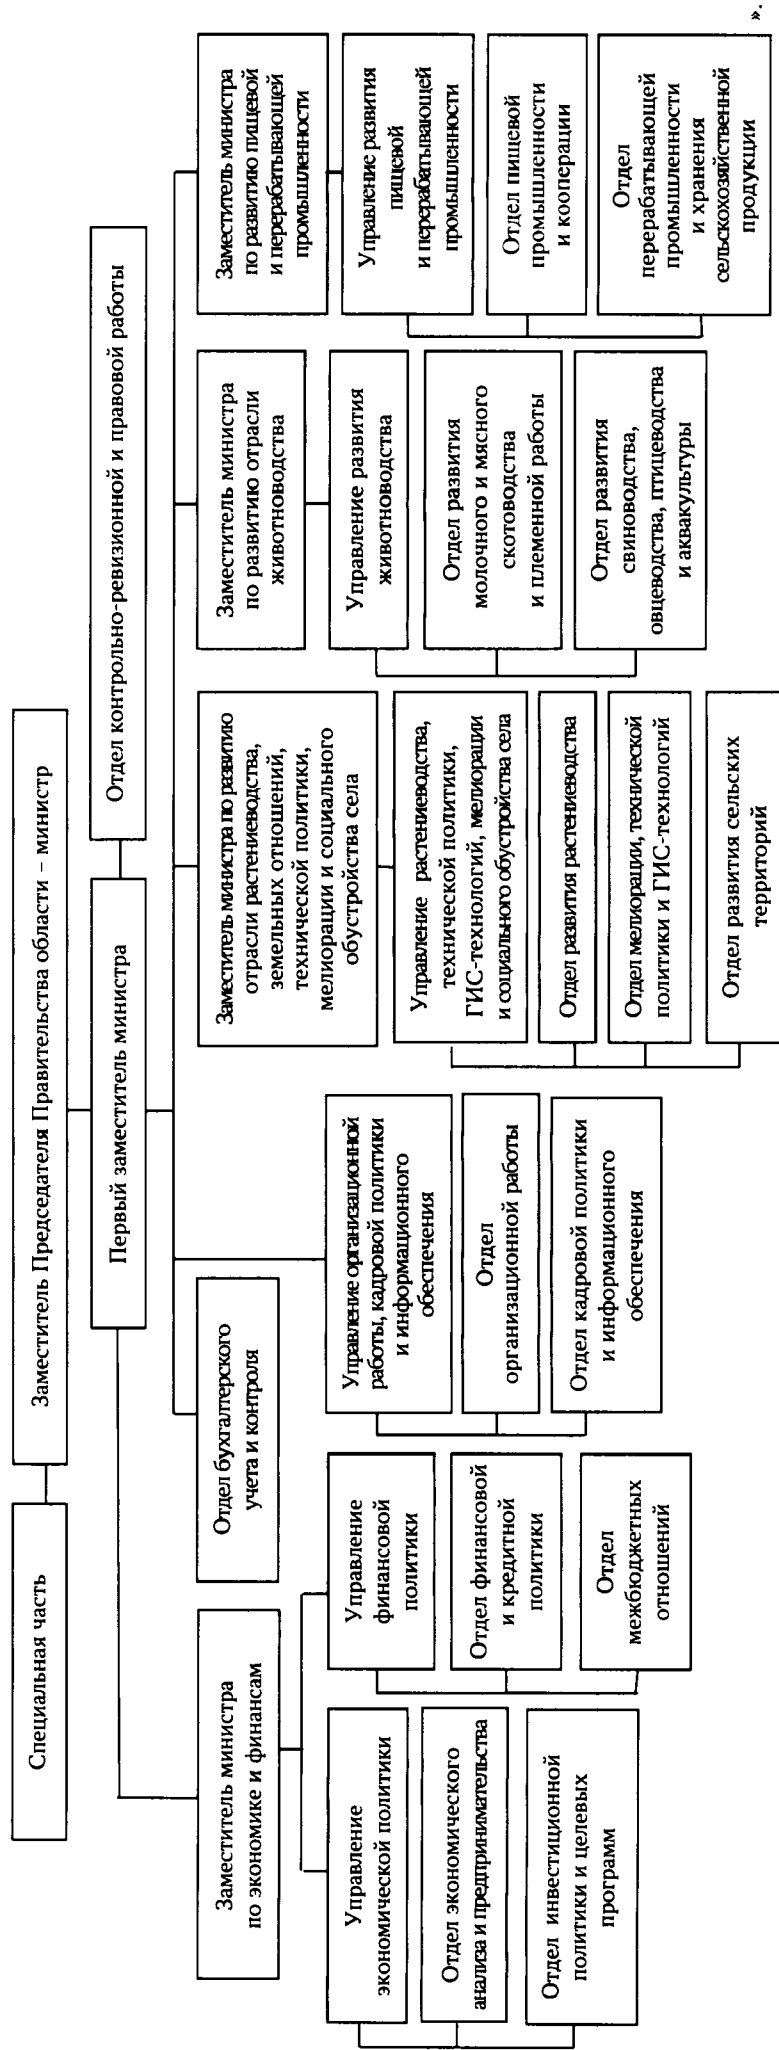 Специальная часть
Заместитель Председателя Правительства области – министр
Первый заместитель министра
Отдел контрольно-ревизионной и правовой работы
Заместитель министра
по экономике и финансам
Отдел бухгалтерского
учета и контроля
Заместитель министра по развитию
отрасли растениеводства,
земельных отношений,
технической политики,
мелиорации и социального
обустройства села
Заместитель министра
по развитию отрасли
животноводства
Заместитель министра
по развитию пищевой
и перерабатывающей
промышленности
Управление
экономической политики
Отдел экономического
анализа и предпринимательства
Отдел инвестиционной
политики и целевых
программ
Управление
финансовой
политики
Отдел финансовой
и кредитной
политики
Отдел
межбюджетных
отношений
Управление организационной
работы, кадровой политики
и информационного
обеспечения
Отдел
организационной работы
Отдел кадровой политики
и информационного
обеспечения
Управление растениеводства,
технической политики,
ГИС-технологий, мелиорации
и социального обустройства села
Отдел развития растениеводства
Отдел мелиорации, технической
политики и ГИС-технологий
Отдел развития сельских
территорий
Управление развития
животноводства
Отдел развития
молочного и мясного
скотоводства
и племенной работы
Отдел развития
свиноводства,
овцеводства, птицеводства
и аквакультуры
Управление развития
пищевой
и перерабатывающей
промышленности
Отдел пищевой
промышленности
и кооперации
Отдел
перерабатывающей
промышленности
и хранения
сельскохозяйственной
продукции
».